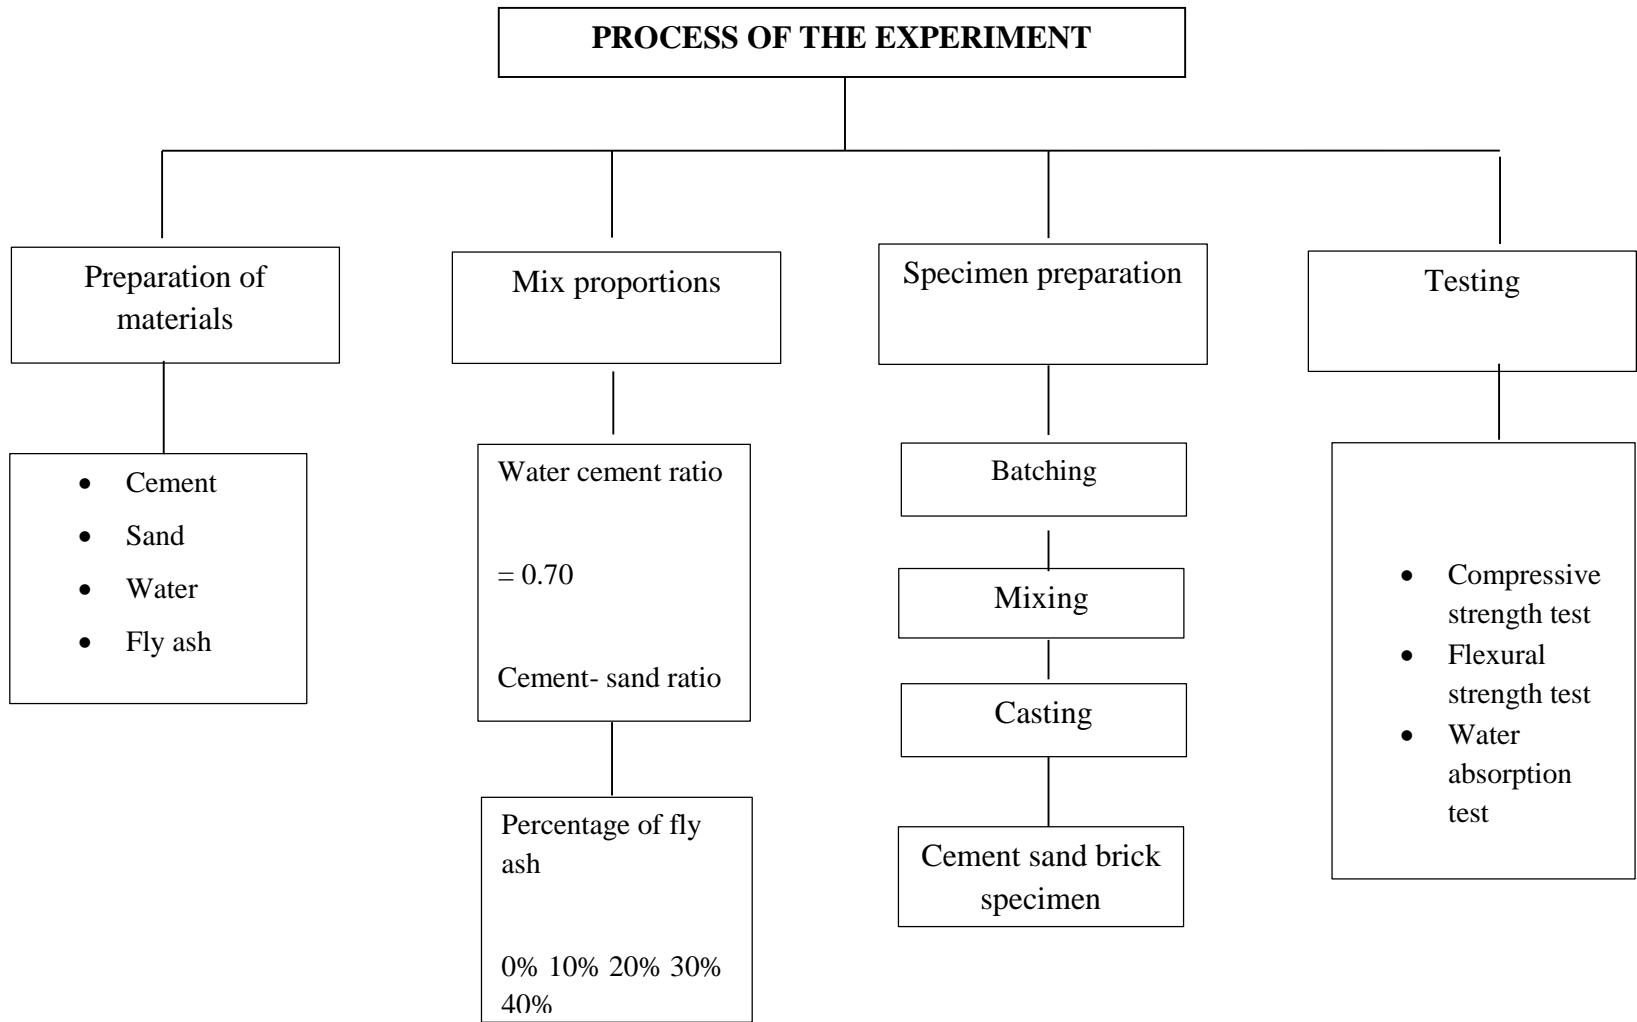 PROCESS OF THE EXPERIMENT
Preparation of
materials
Mix proportions
Specimen preparation
Testing
• Cement
• Sand
• Water
• Fly ash
Water cement ratio
= 0.70
Cement- sand ratio
Percentage of fly
ash
0% 10% 20% 30%
40%
Batching
Mixing
Casting
Cement sand brick
specimen
• Compressive
strength test
• Flexural
strength test
• Water
absorption
test